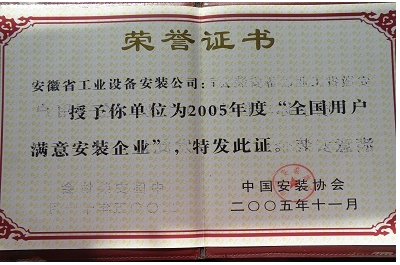 荣誉证书
安徽省工业设备安装公司:
授予你单位为2005年度“全国用户
满意安装企业”,特发此证
中国安装协会
二〇〇五年十一月